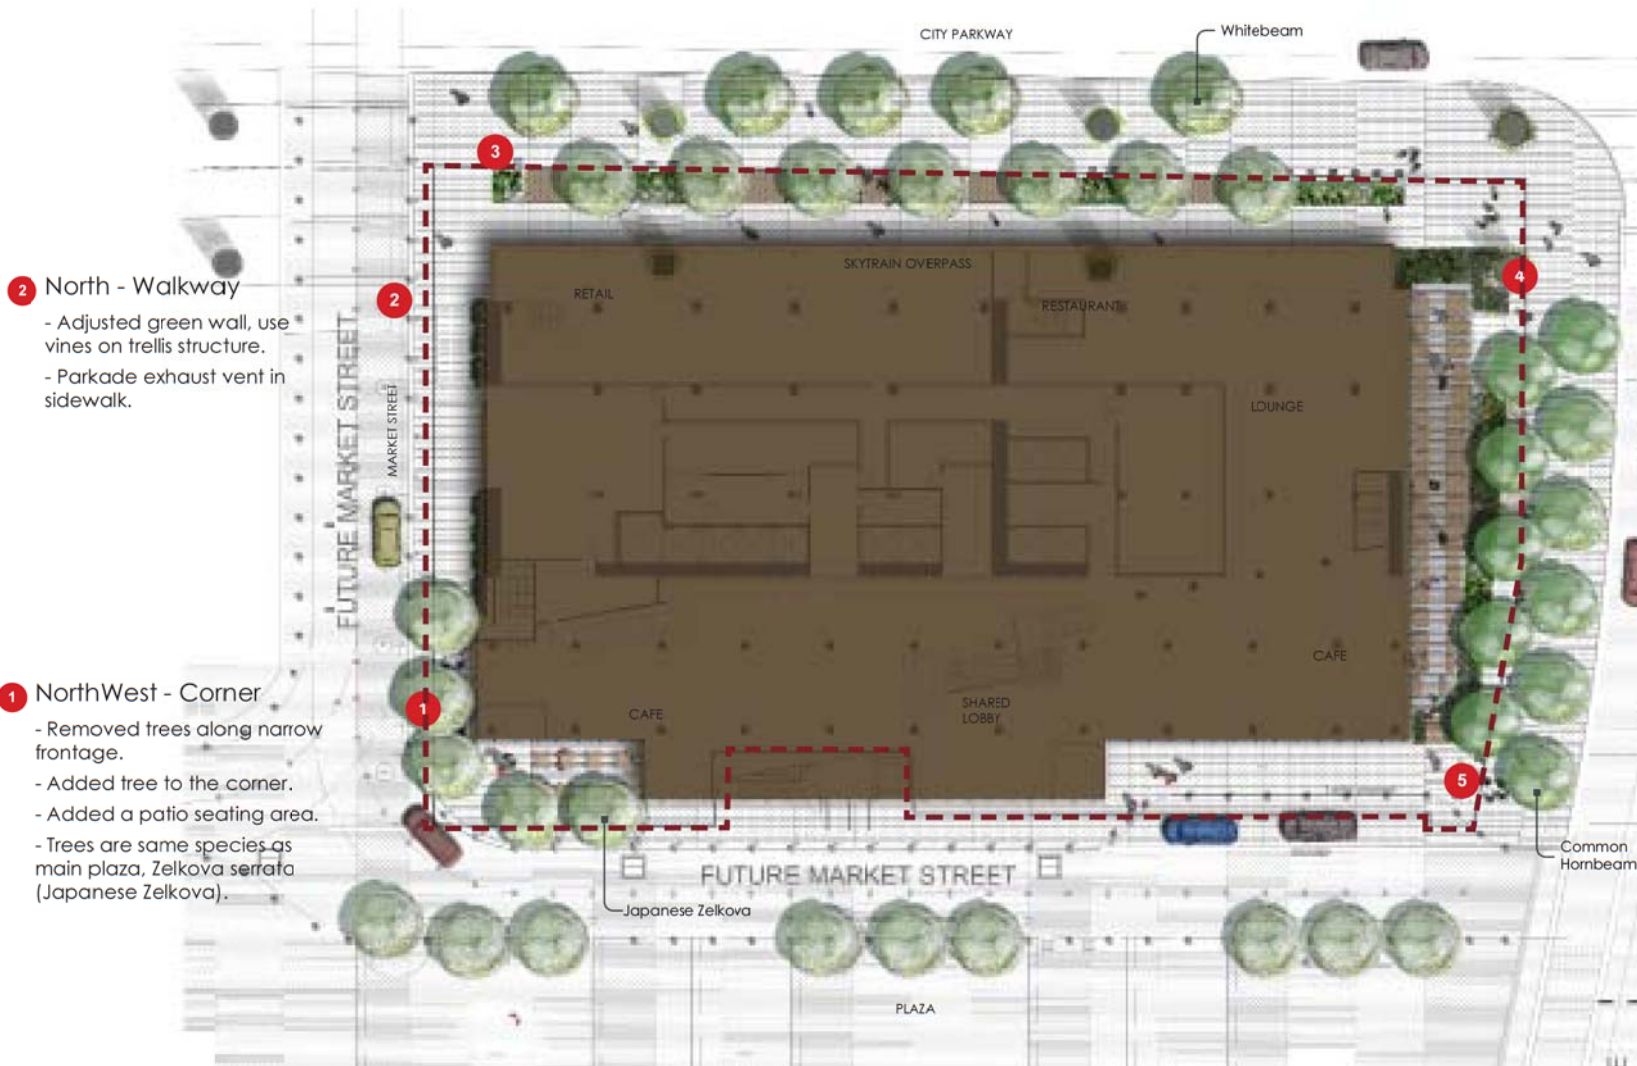 CITY PARKWAY
Whitebeam
3
SKYTRAIN OVERPASS
4
2 North - Walkway
- Adjusted green wall, use
vines on trellis structure.
- Parkade exhaust vent in
sidewalk.
2
RETAIL
RESTAURANT
FUTURE MARKET STREET
MARKET STREET
LOUNGE
1 NorthWest - Corner
- Removed trees along narrow
frontage.
- Added tree to the corner.
- Added a patio seating area.
- Trees are same species as
main plaza, Zelkova serrata
(Japanese Zelkova).
1
CAFE
SHARED
LOBBY
CAFE
5
FUTURE MARKET STREET
Common
Hornbeam
Japanese Zelkova
PLAZA